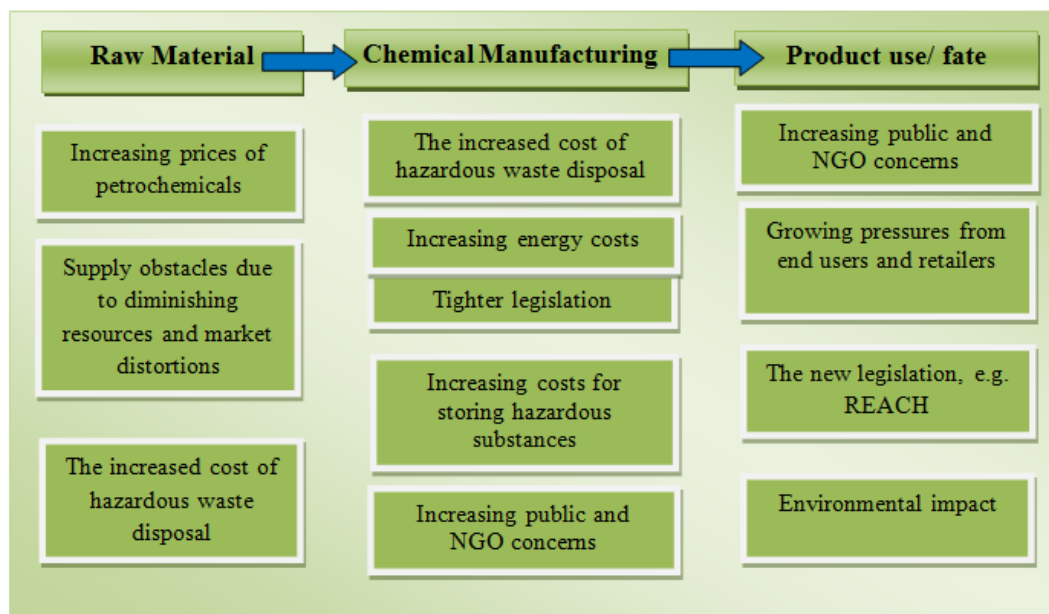 Raw Material
Chemical Manufacturing
Product use/ fate
Increasing prices of
petrochemicals
Supply obstacles due
to diminishing
resources and market
distortions
The increased cost of
hazardous waste
disposal
The increased cost of
hazardous waste disposal
Increasing energy costs
Tighter legislation
Increasing costs for
storing hazardous
substances
Increasing public and
NGO concerns
Increasing public and
NGO concerns
Growing pressures from
end users and retailers
The new legislation, e.g.
REACH
Environmental impact